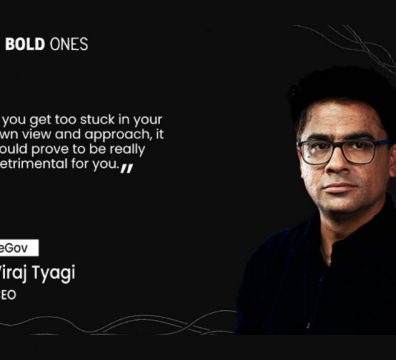 BOLD ONES
you get too stuck in your
wn view and approach, it
ould prove to be really
etrimental for you.„
eGov
Viraj Tyagi
CEO